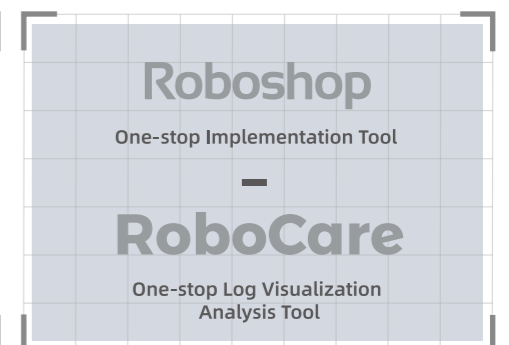 Roboshop
One-stop Implementation Tool
RoboCare
One-stop Log Visualization
Analysis Tool